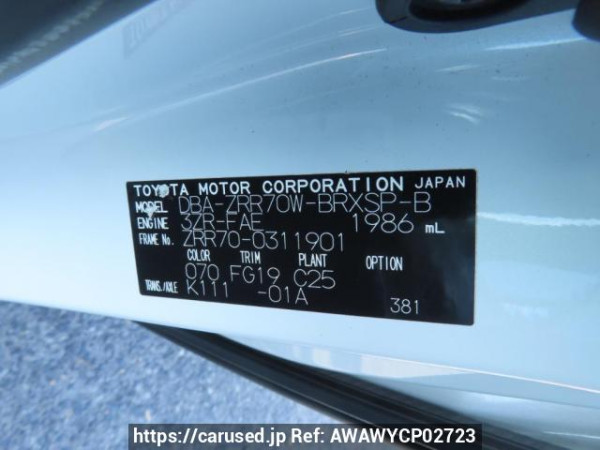 TOYOTA MOTOR CORPORATION JAPAN
MODEL DBA-ZRR70W-BRXSP-B
ENGINE 3ZR-FAE 1986 mL
FRAME No. ZRR70-0311901
COLOR TRIM PLANT OPTION
070 FG19 C25
TRANS./AXLE K111 -01A
381
https://carused.jp Ref: AWAWYCP02723